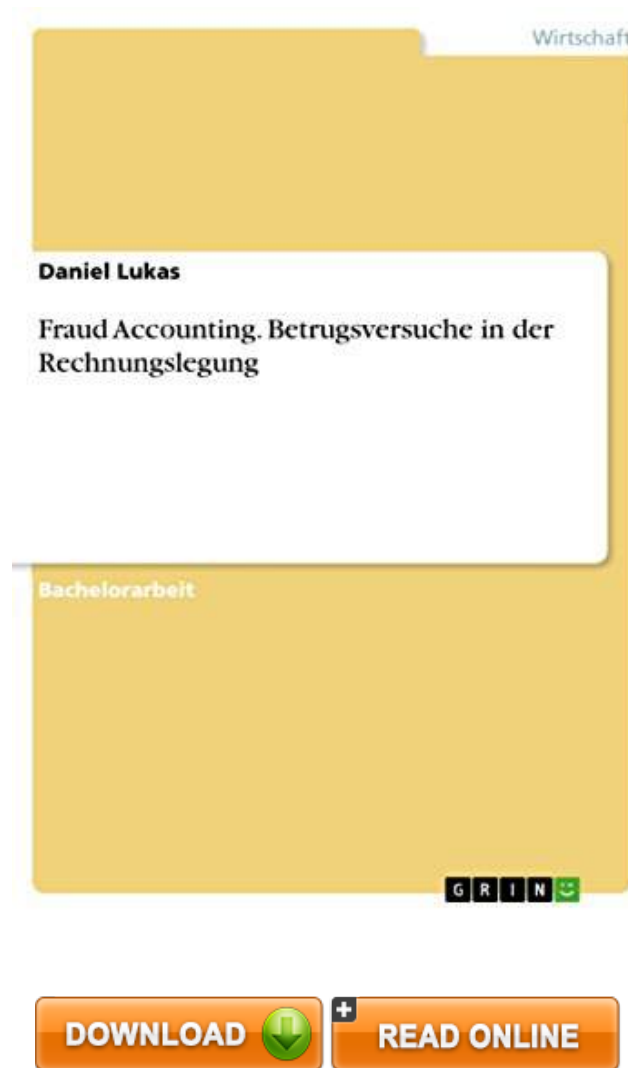 Wirtschaft
Daniel Lukas
Fraud Accounting. Betrugsversuche in der
Rechnungslegung
Bachelorarbeit
GRIN
DOWNLOAD
READ ONLINE